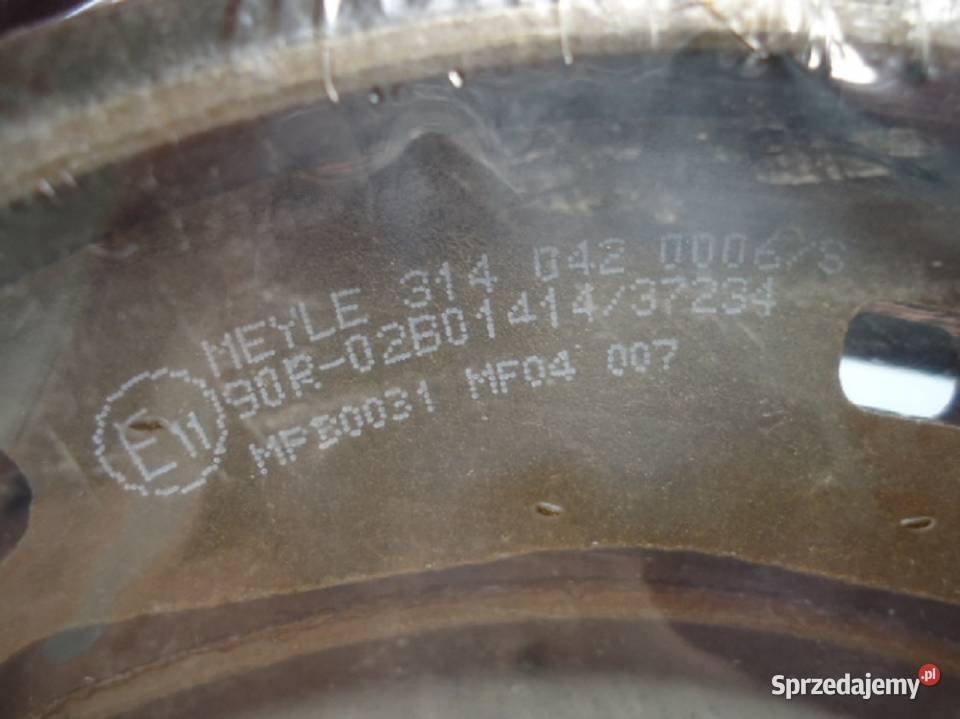 MEYLE 314 042 0006/S
90R-02B01414/37234
E11
MFB0031 MF04 007
Sprzedajemy.pl